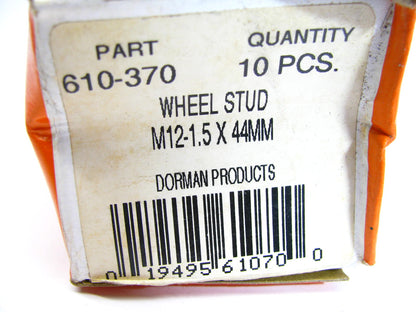 PART QUANTITY
610-370 10 PCS.
WHEEL STUD
M12-1.5 X 44MM
DORMAN PRODUCTS
0 19495 61070 0